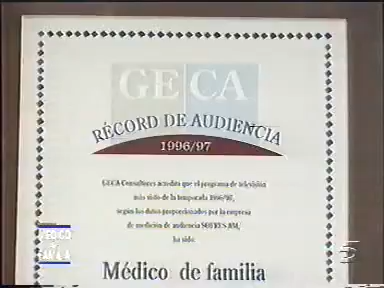 GECA
RÉCORD DE AUDIENCIA
1996/97
GECA Consultores acredita que el programa de televisión
más visto de la temporada 1996/97,
según los datos proporcionados por la empresa
de medición de audiencia SOFRES AM,
ha sido
Médico de familia
5